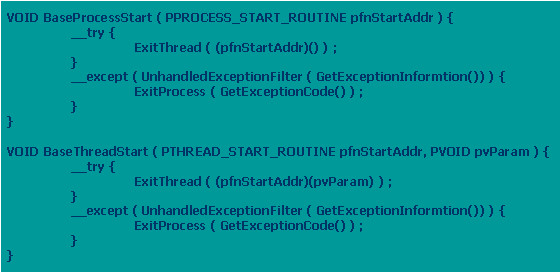 VOID BaseProcessStart ( PPROCESS_START_ROUTINE pfnStartAddr ) {
__try {
ExitThread ( (pfnStartAddr)() ) ;
}
__except ( UnhandledExceptionFilter ( GetExceptionInformtion()) ) {
ExitProcess ( GetExceptionCode() ) ;
}
}
VOID BaseThreadStart ( PTHREAD_START_ROUTINE pfnStartAddr, PVOID pvParam ) {
__try {
ExitThread ( (pfnStartAddr)(pvParam) ) ;
}
__except ( UnhandledExceptionFilter ( GetExceptionInformtion()) ) {
ExitProcess ( GetExceptionCode() ) ;
}
}